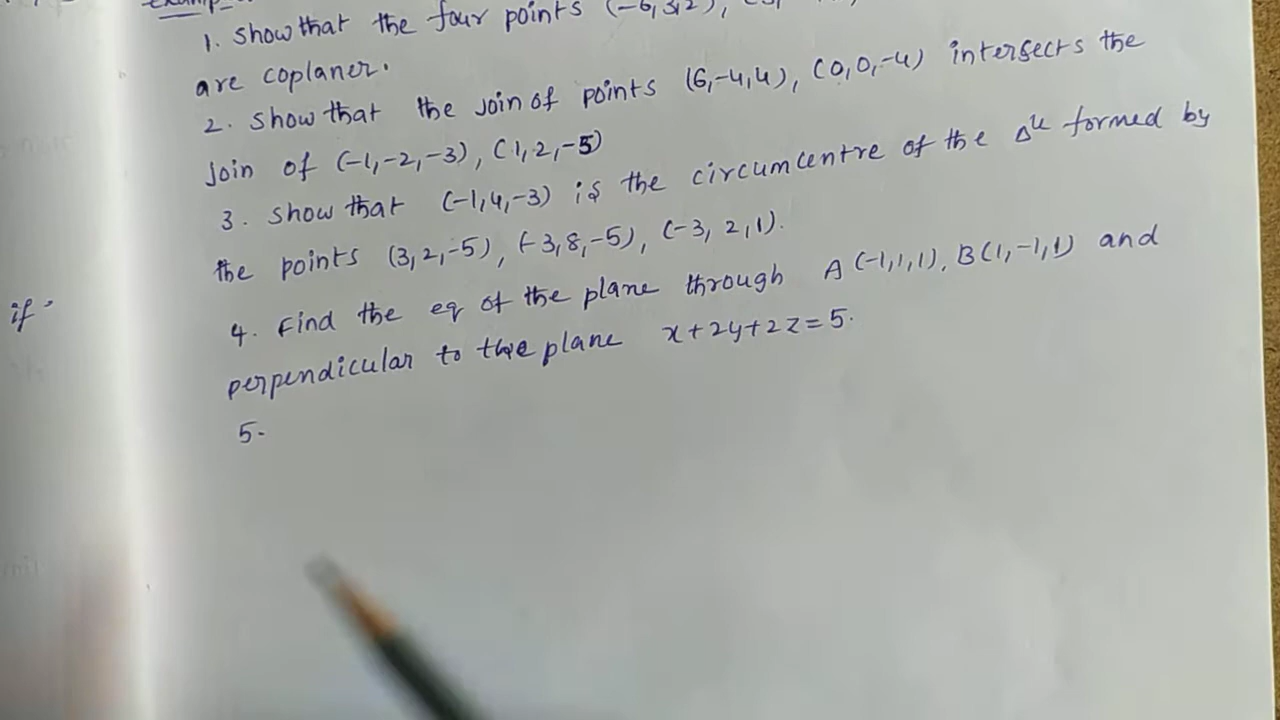 1. Show that the four points (-6,3,2),
are coplaner.
2. Show that the join of points (6,-4,4), (0,0,-4) intersects the
join of (-1,-2,-3), (1,2,-5)
3. Show that (-1,4,-3) is the circumcentre of the Δle formed by
the points (3,2,-5), (-3,8,-5), (-3, 2,1).
if
4. Find the eq of the plane through A(-1,1,1), B(1,-1,1) and
perpendicular to the plane x+2y+2z=5.
5.